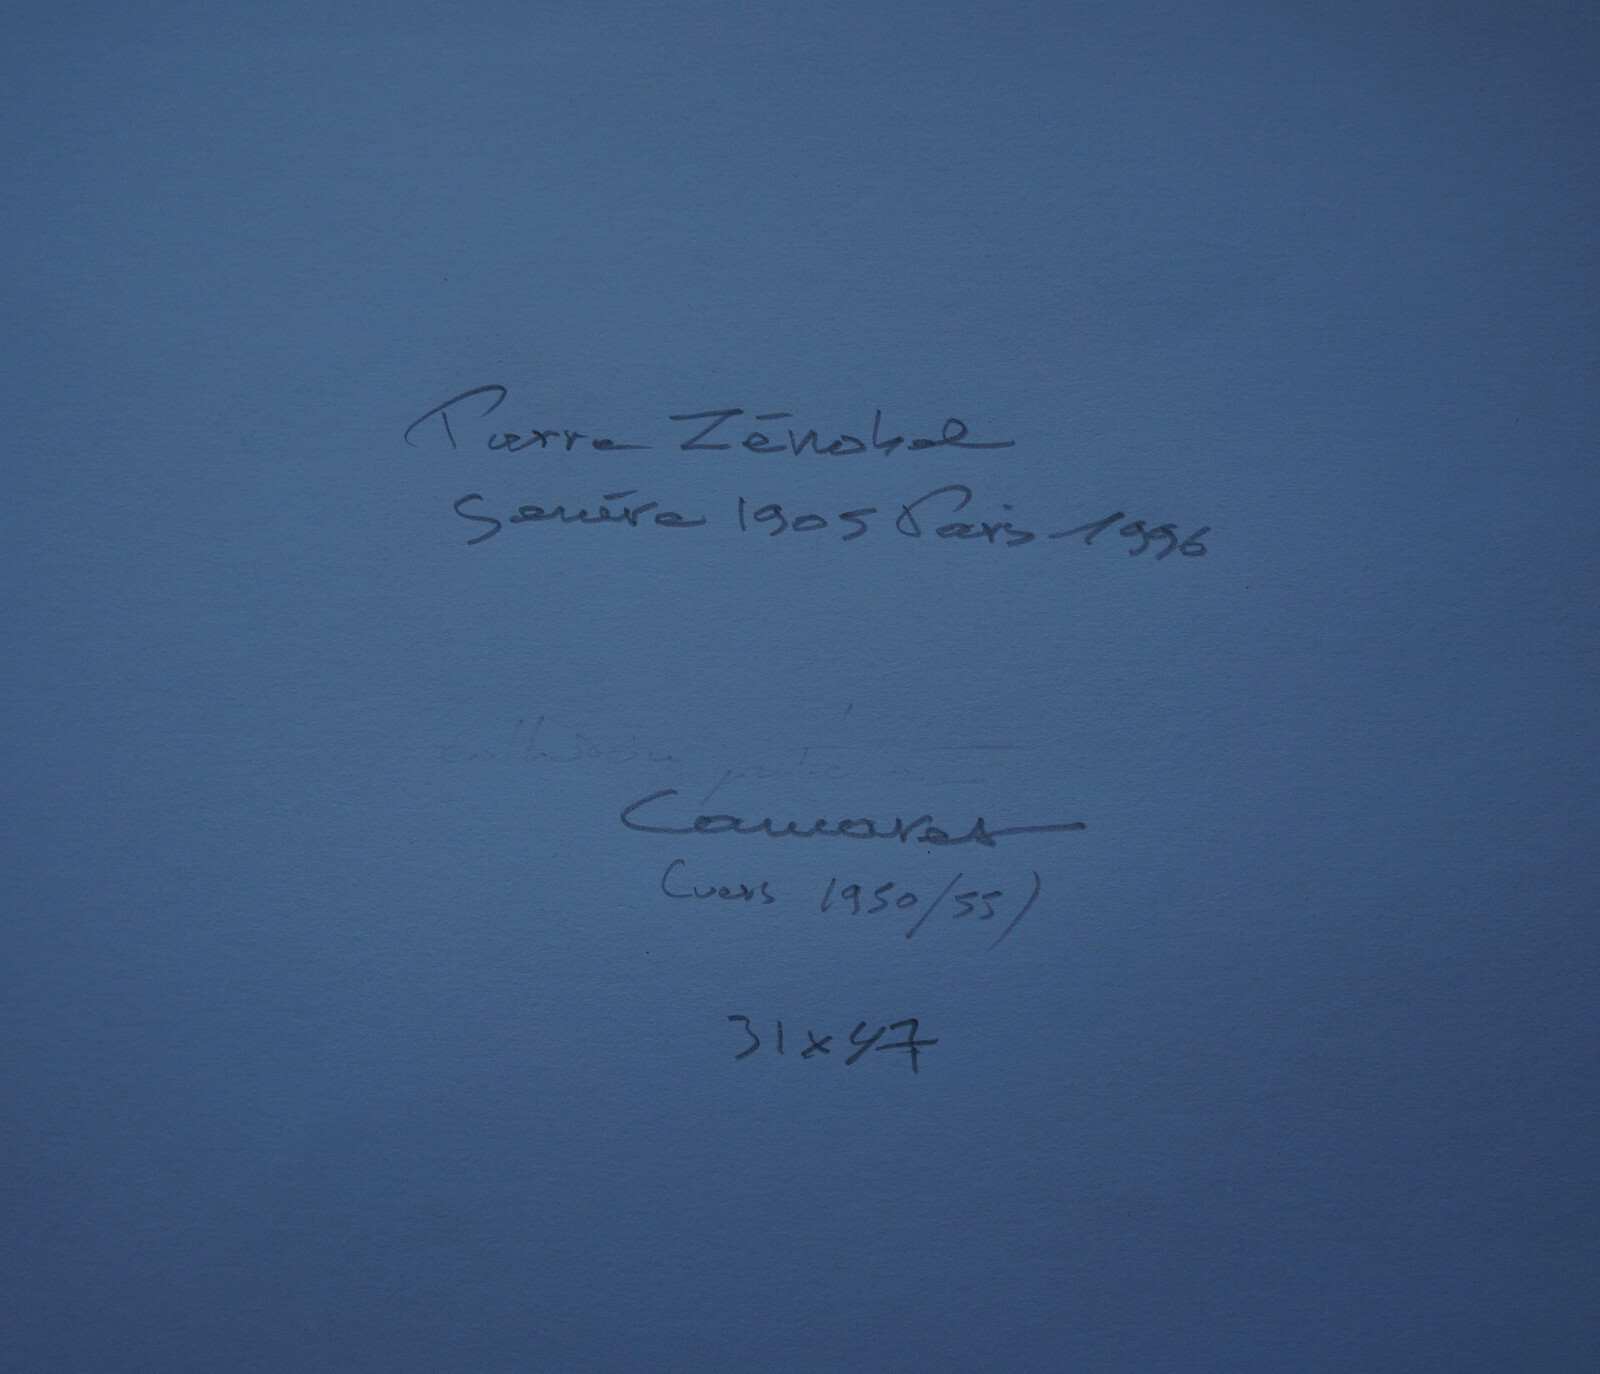 Pierre Zénobel
Genève 1905 Paris 1996
Camaret
(vers 1950/55)
31x47